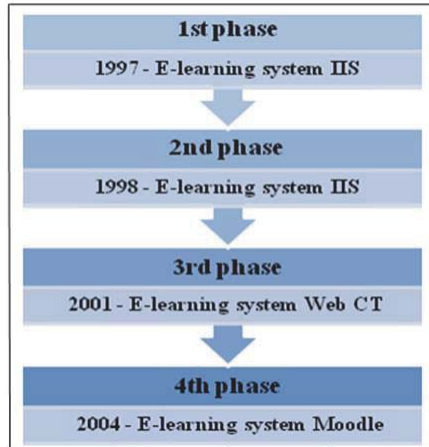 1st phase
1997 - E-learning system IIS
2nd phase
1998 - E-learning system IIS
3rd phase
2001 - E-learning system Web CT
4th phase
2004 - E-learning system Moodle